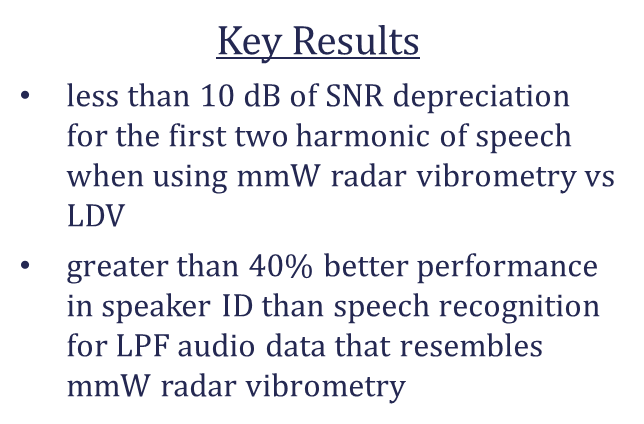 Key Results
• less than 10 dB of SNR depreciation
for the first two harmonic of speech
when using mmW radar vibrometry vs
LDV
• greater than 40% better performance
in speaker ID than speech recognition
for LPF audio data that resembles
mmW radar vibrometry